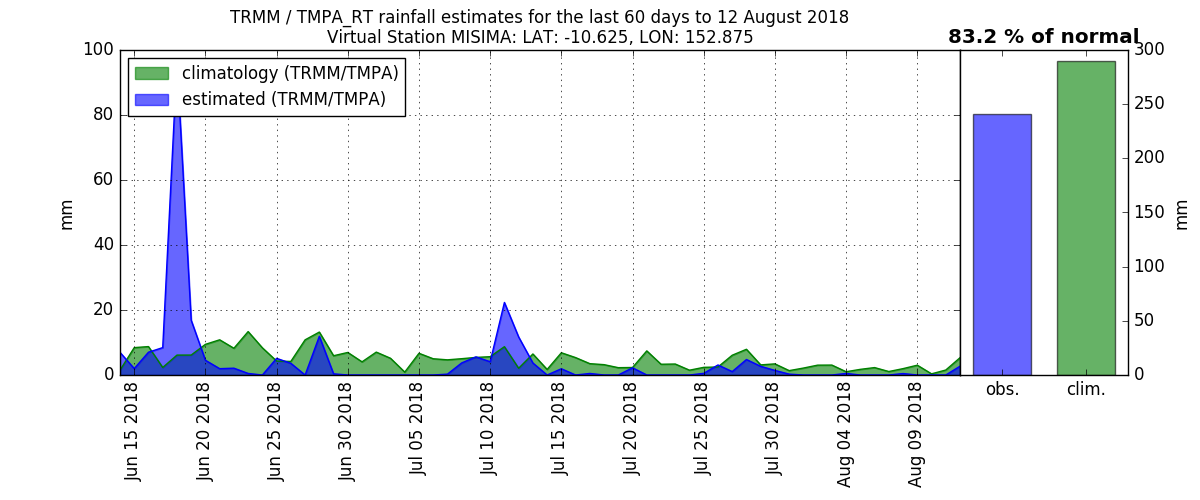 TRMM / TMPA_RT rainfall estimates for the last 60 days to 12 August 2018
Virtual Station MISIMA: LAT: -10.625, LON: 152.875
83.2 % of normal
climatology (TRMM/TMPA)
estimated (TRMM/TMPA)
100
80
60
40
20
0
mm
300
250
200
150
100
50
0
mm
Jun 15 2018
Jun 20 2018
Jun 25 2018
Jun 30 2018
Jul 05 2018
Jul 10 2018
Jul 15 2018
Jul 20 2018
Jul 25 2018
Jul 30 2018
Aug 04 2018
Aug 09 2018
obs.
clim.